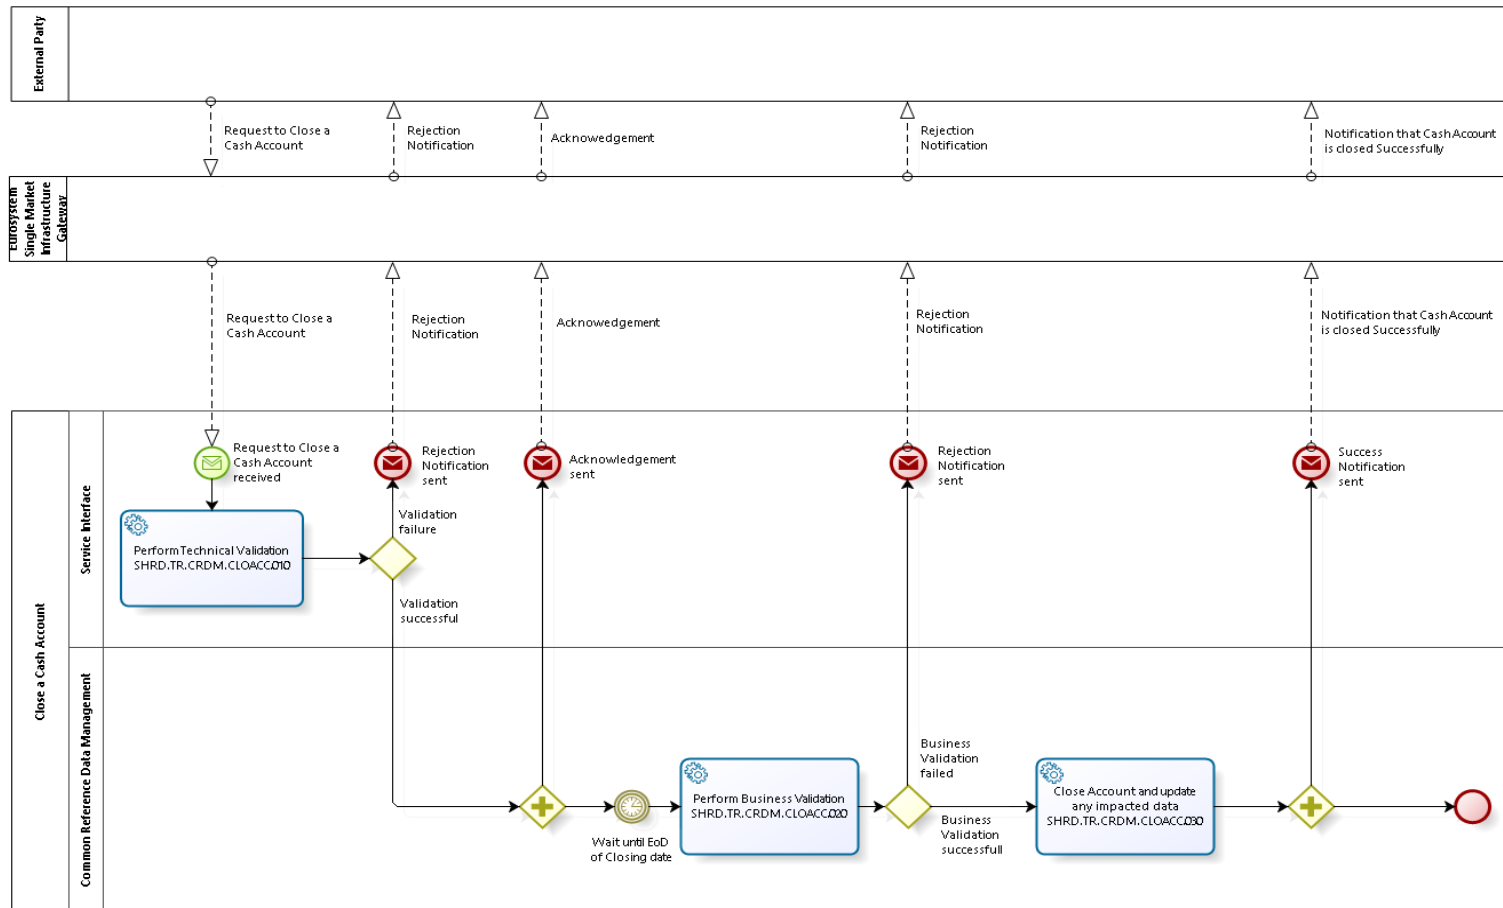 External Party
Request to Close a
Cash Account
Rejection
Notification
Acknowedgement
Rejection
Notification
Notification that Cash Account
is closed Successfully
Eurosystem
Single Market
Infrastructure
Gateway
Request to Close a
Cash Account
Rejection
Notification
Acknowedgement
Rejection
Notification
Notification that Cash Account
is closed Successfully
Close a Cash Account
Service Interface
Request to Close a
Cash Account
received
Rejection
Notification
sent
Acknowledgement
sent
Rejection
Notification
sent
Success
Notification
sent
Perform Technical Validation
SHRD.TR.CRDM.CLOACC.010
Validation
failure
Validation
successful
Common Reference Data Management
Wait until EoD
of Closing date
Perform Business Validation
SHRD.TR.CRDM.CLOACC.020
Business
Validation
failed
Business
Validation
successfull
Close Account and update
any impacted data
SHRD.TR.CRDM.CLOACC.030